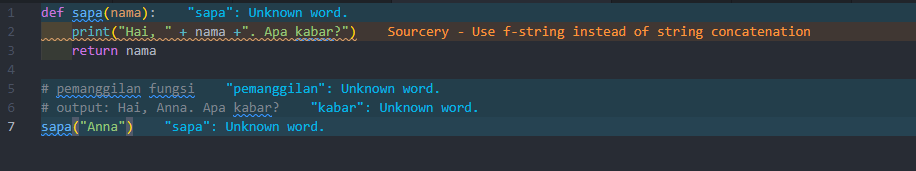 1 def sapa(nama): "sapa": Unknown word.
2 print("Hai, " + nama +". Apa kabar?") Sourcery - Use f-string instead of string concatenation
3 return nama
4
5 # pemanggilan fungsi "pemanggilan": Unknown word.
6 # output: Hai, Anna. Apa kabar? "kabar": Unknown word.
7 sapa("Anna") "sapa": Unknown word.